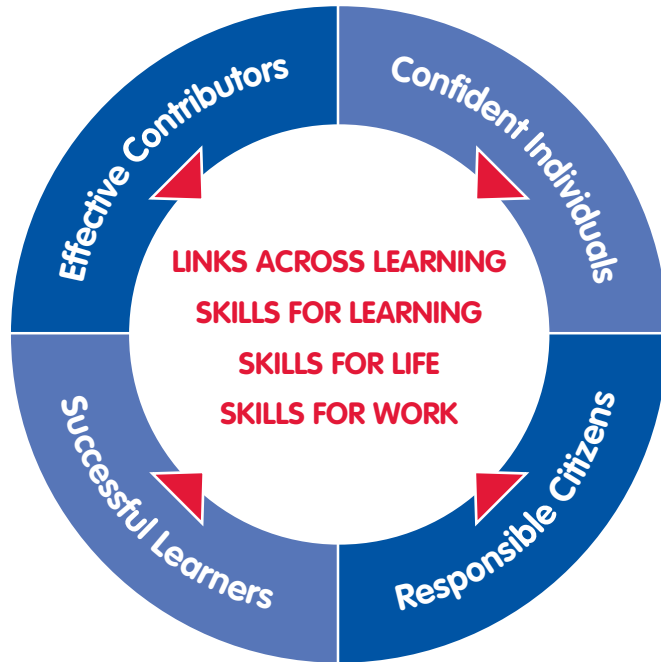 Effective Contributors
Confident Individuals
LINKS ACROSS LEARNING
SKILLS FOR LEARNING
SKILLS FOR LIFE
SKILLS FOR WORK
Successful Learners
Responsible Citizens